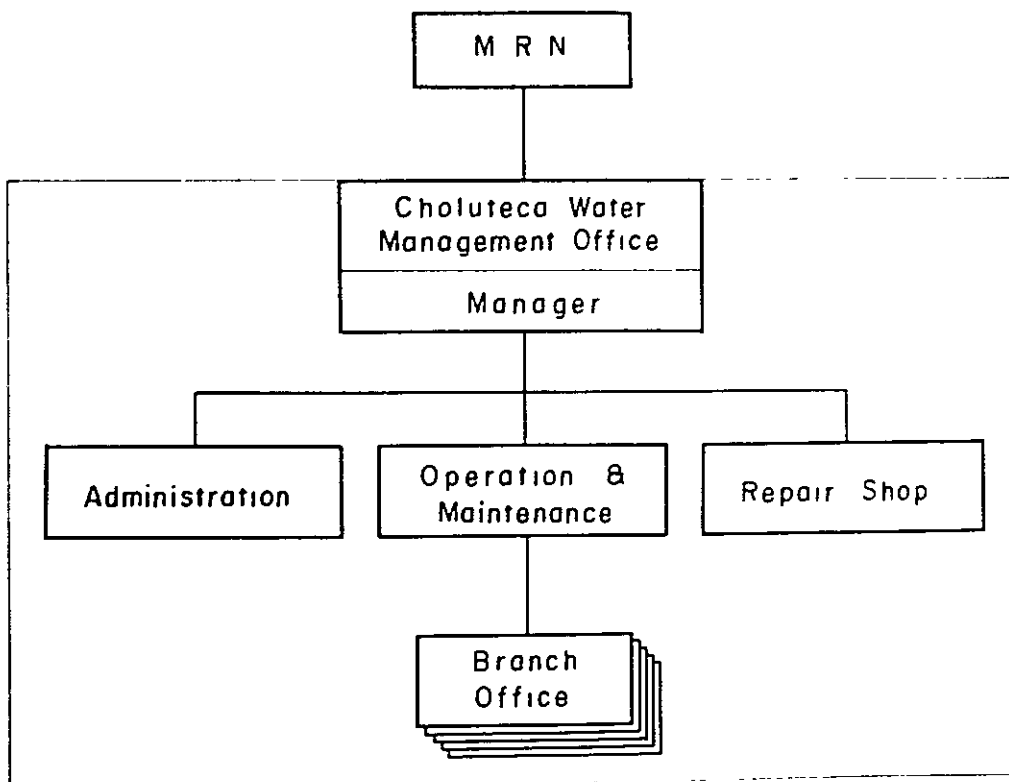 M R N
Choluteca Water
Management Office
Manager
Administration
Operation &
Maintenance
Repair Shop
Branch
Office